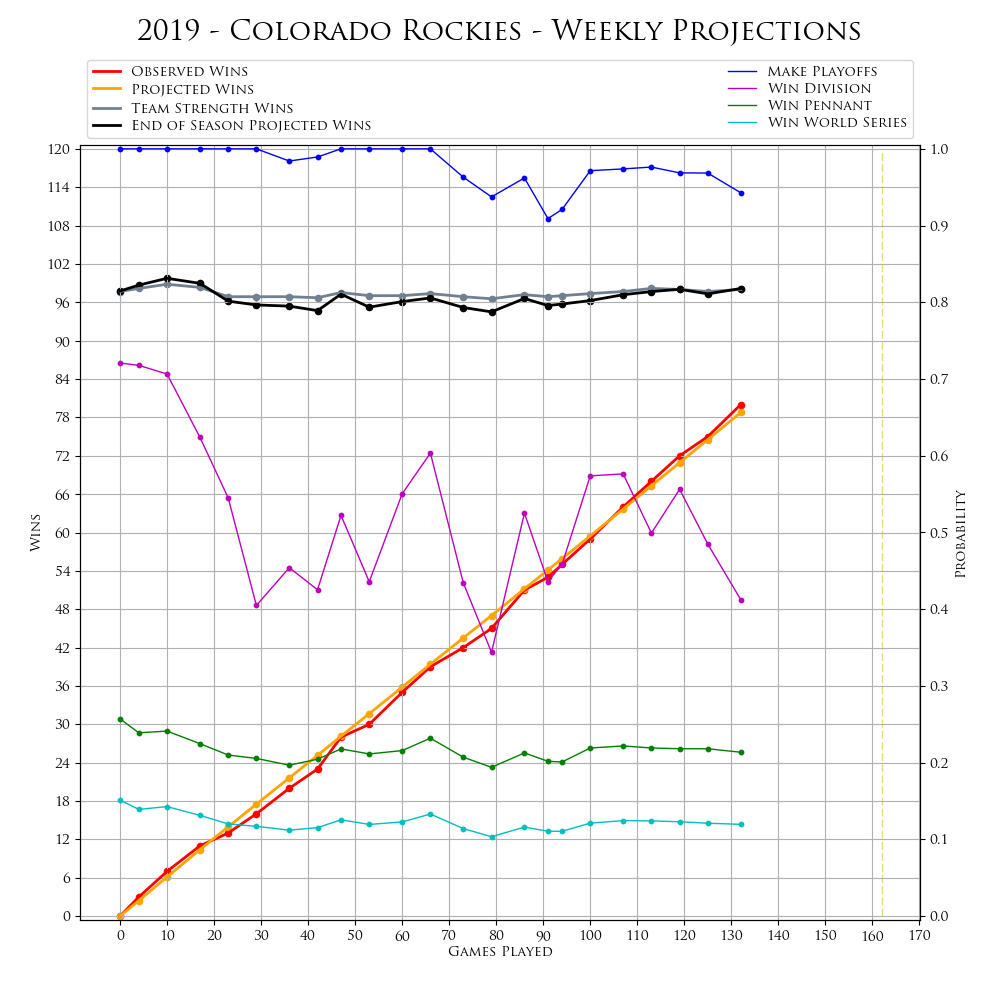 2019 - Colorado Rockies - Weekly Projections
Observed Wins
Projected Wins
Team Strength Wins
End of Season Projected Wins
Make Playoffs
Win Division
Win Pennant
Win World Series
120
114
108
102
96
90
84
78
72
66
60
54
48
42
36
30
24
18
12
6
0
Wins
1.0
0.9
0.8
0.7
0.6
0.5
0.4
0.3
0.2
0.1
0.0
Probability
0 10 20 30 40 50 60 70 80 90 100 110 120 130 140 150 160 170
Games Played